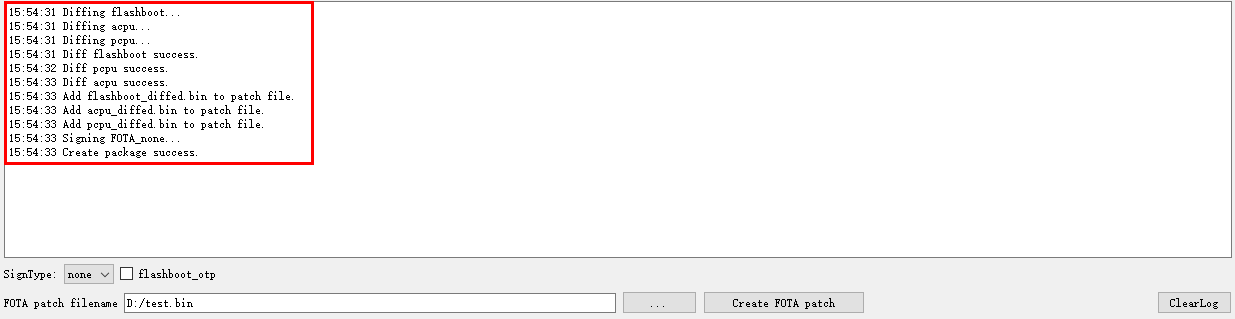 15:54:31 Diffing flashboot...
15:54:31 Diffing acpu...
15:54:31 Diffing pcpu...
15:54:31 Diff flashboot success.
15:54:32 Diff pcpu success.
15:54:33 Diff acpu success.
15:54:33 Add flashboot_diffed.bin to patch file.
15:54:33 Add acpu_diffed.bin to patch file.
15:54:33 Add pcpu_diffed.bin to patch file.
15:54:33 Signing FOTA_none...
15:54:33 Create package success.
SignType: none flashboot_otp
FOTA patch filename D:/test.bin ... Create FOTA patch ClearLog